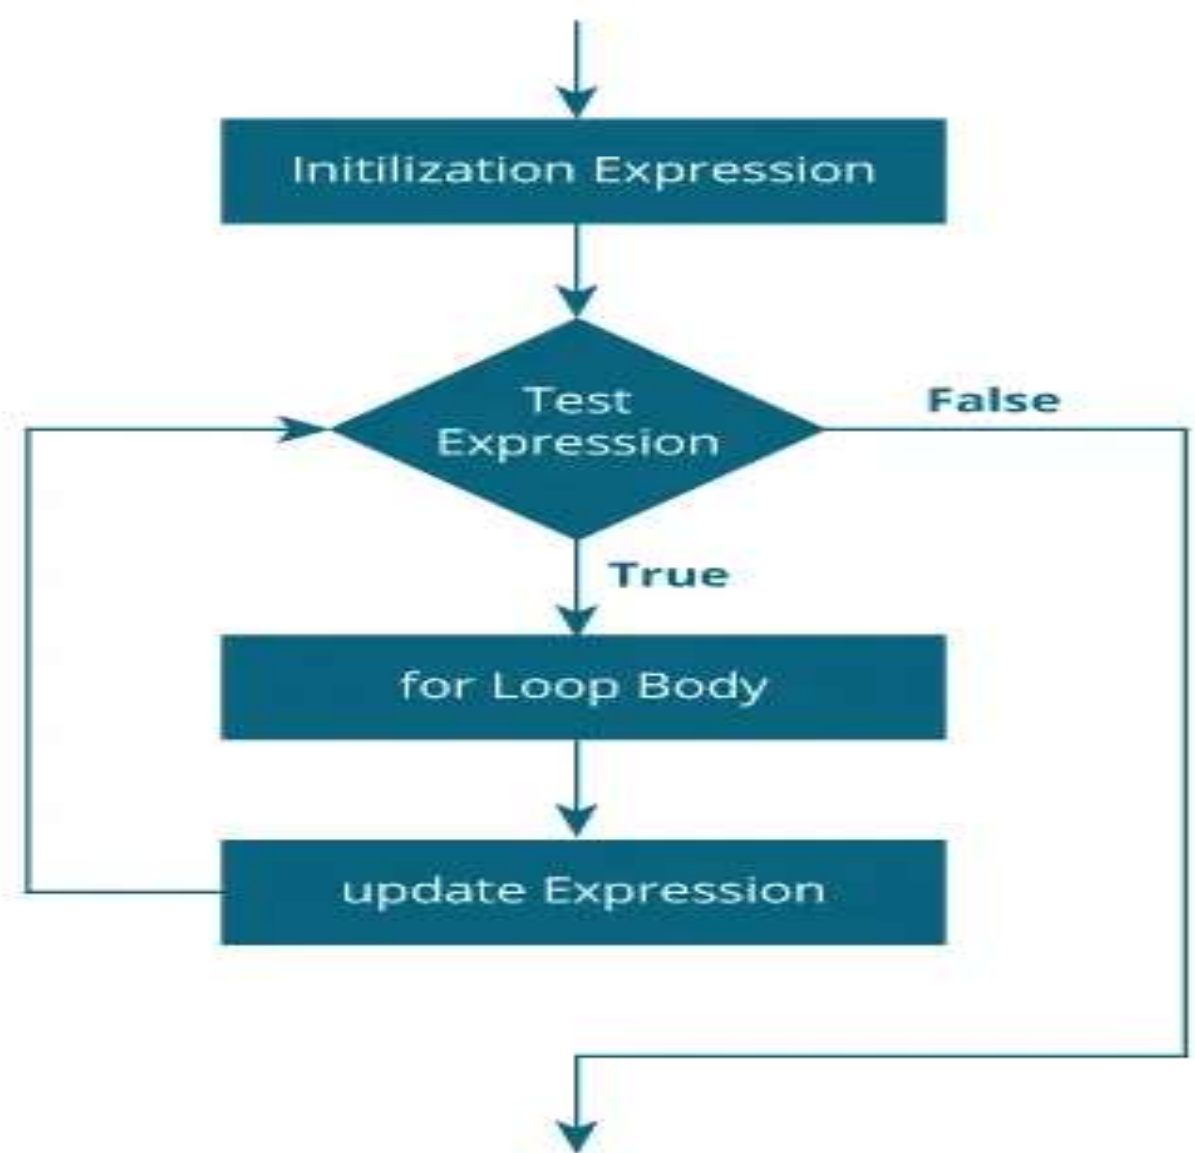 Initilization Expression
Test
Expression
False
True
for Loop Body
update Expression